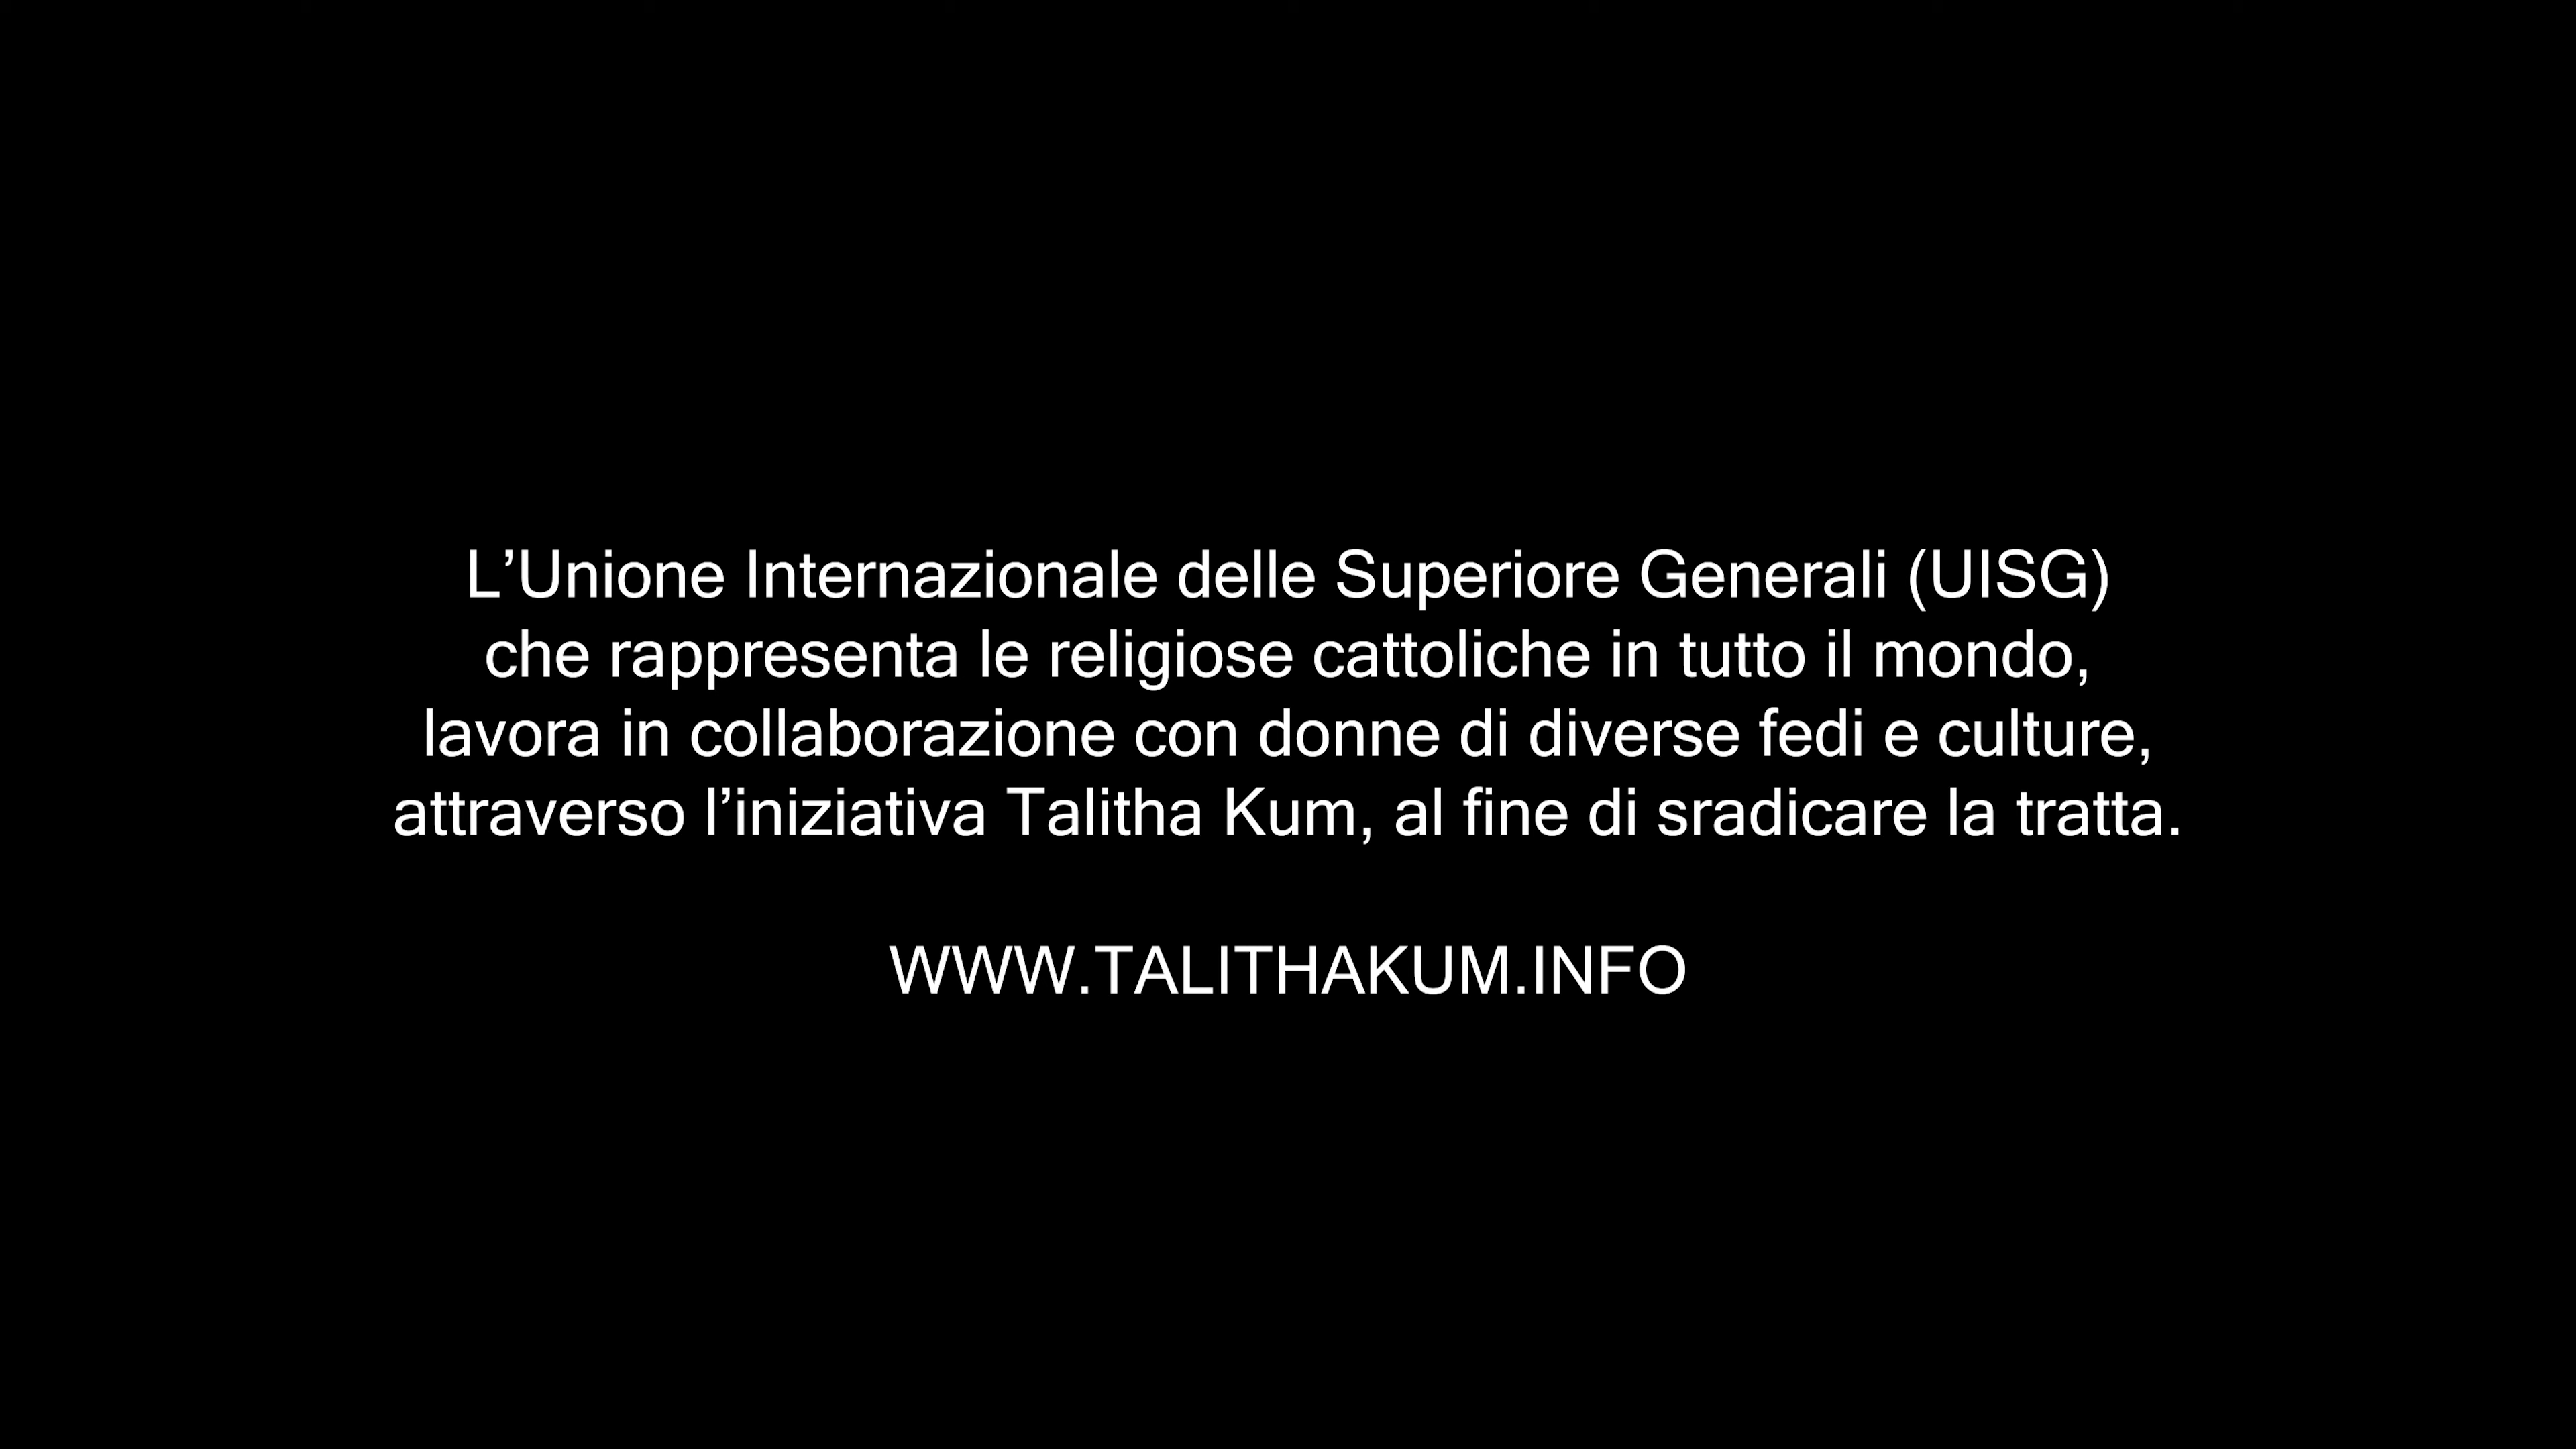 L’Unione Internazionale delle Superiore Generali (UISG)
che rappresenta le religiose cattoliche in tutto il mondo,
lavora in collaborazione con donne di diverse fedi e culture,
attraverso l’iniziativa Talitha Kum, al fine di sradicare la tratta.
WWW.TALITHAKUM.INFO